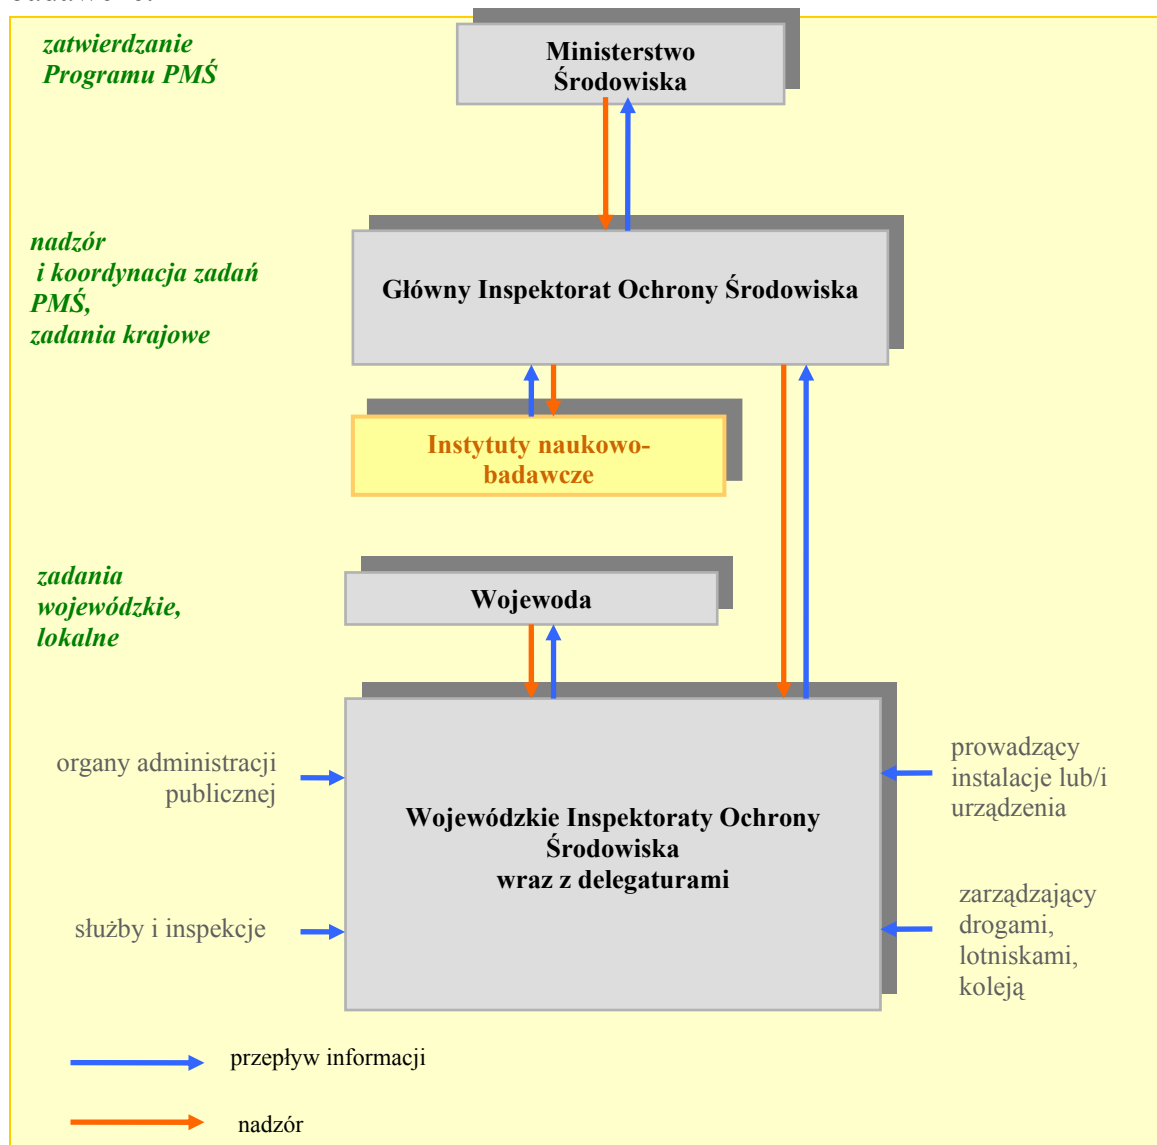 zatwierdzanie
Programu PMŚ
Ministerstwo
Środowiska
nadzór
i koordynacja zadań
PMŚ,
zadania krajowe
Główny Inspektorat Ochrony Środowiska
Instytuty naukowo-
badawcze
zadania
wojewódzkie,
lokalne
Wojewoda
organy administracji
publicznej
prowadzący
instalacje lub/i
urządzenia
Wojewódzkie Inspektoraty Ochrony
Środowiska
wraz z delegaturami
służby i inspekcje
zarządzający
drogami,
lotniskami,
koleją
przepływ informacji
nadzór